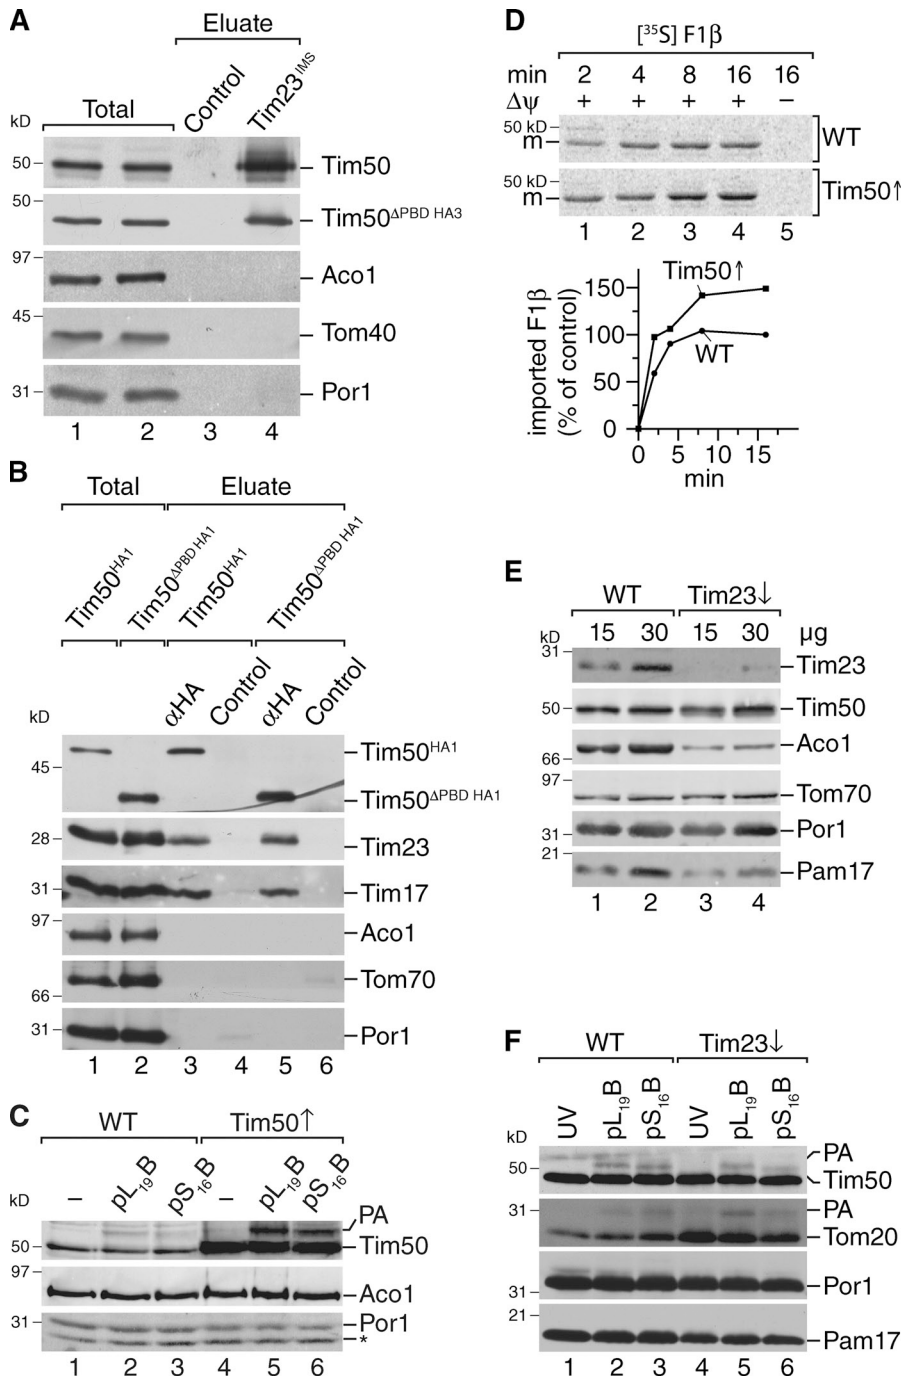 A
Eluate
Control
Tim23IMS
kD
Total
50
Tim50
50
Tim50ΔPBD HA3
97
Aco1
45
Tom40
31
Por1
1 2 3 4
B
Total Eluate
Tim50HA1
Tim50ΔPBD HA1
Tim50HA1
Tim50ΔPBD HA1
αHA
Control
αHA
Control
kD
Tim50HA1
45
Tim50ΔPBD HA1
28
Tim23
31
Tim17
97
Aco1
Tom70
66
31
Por1
1 2 3 4 5 6
C
WT Tim50↑
– pL19B pS16B – pL19B pS16B
kD
PA
50
Tim50
97
Aco1
31
Por1
*
1 2 3 4 5 6
D
[35S] F1β
min 2 4 8 16 16
Δψ + + + + –
50 kD
m
WT
50 kD
m
Tim50↑
1 2 3 4 5
imported F1β
(% of control)
150
100
50
0
Tim50↑
WT
0 5 10 15
min
E
WT Tim23↓
15 30 15 30 µg
kD
31
Tim23
50
Tim50
Aco1
66
97
Tom70
31
Por1
21
Pam17
1 2 3 4
F
WT Tim23↓
UV pL19B pS16B UV pL19B pS16B
kD
PA
50
Tim50
31
PA
Tom20
Por1
31
21
Pam17
1 2 3 4 5 6